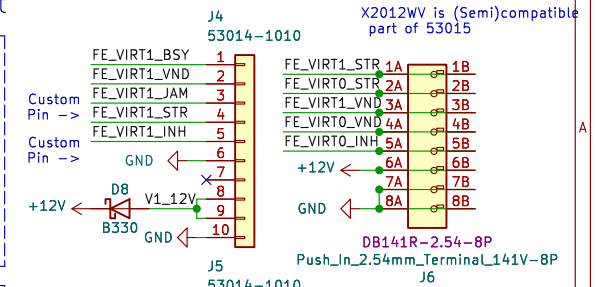 X2012WV is (Semi)compatible
part of 53015
J4
53014-1010
FE_VIRT1_BSY
1
FE_VIRT1_VND
2
FE_VIRT1_JAM
3
FE_VIRT1_STR
4
FE_VIRT1_INH
5
GND
6
7
8
V1_12V
9
GND
10
Custom
Pin ->
Custom
Pin ->
D8
+12V
B330
J5
53014-1010
FE_VIRT1_STR
1A
1B
FE_VIRT0_STR
2A
2B
FE_VIRT1_VND
3A
3B
FE_VIRT0_VND
4A
4B
FE_VIRT0_INH
5A
5B
+12V
6A
6B
7A
7B
GND
8A
8B
DB141R-2.54-8P
Push_In_2.54mm_Terminal_141V-8P
J6
A